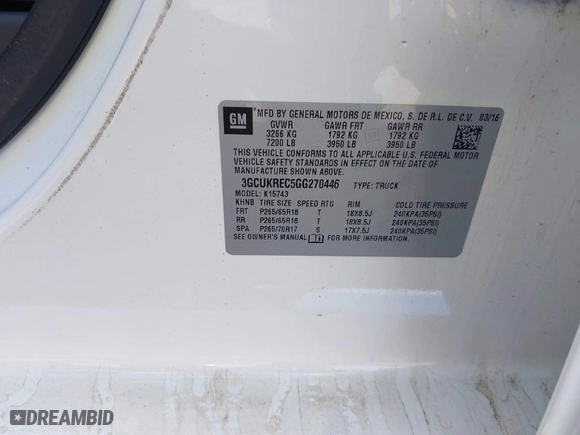 GM
MFD BY GENERAL MOTORS DE MEXICO, S. DE R.L. DE C.V. 03/16
GVWR GAWR FRT GAWR RR
3266 KG 1792 KG 1792 KG
7200 LB 3950 LB 3950 LB
THIS VEHICLE CONFORMS TO ALL APPLICABLE U.S. FEDERAL MOTOR
VEHICLE SAFETY STANDARDS IN EFFECT ON THE DATE OF
MANUFACTURE SHOWN ABOVE.
3GCUKREC5GG270446 TYPE: TRUCK
MODEL: K15743
KHNB TIRE SIZE SPEED RTG RIM COLD TIRE PRESSURE
FRT P265/65R18 T 18X8.5J 240KPA(35PSI)
RR P265/65R18 T 18X8.5J 240KPA(35PSI)
SPA P265/70R17 S 17X7.5J 240KPA(35PSI)
SEE OWNER'S MANUAL FOR MORE INFORMATION.
DREAMBID